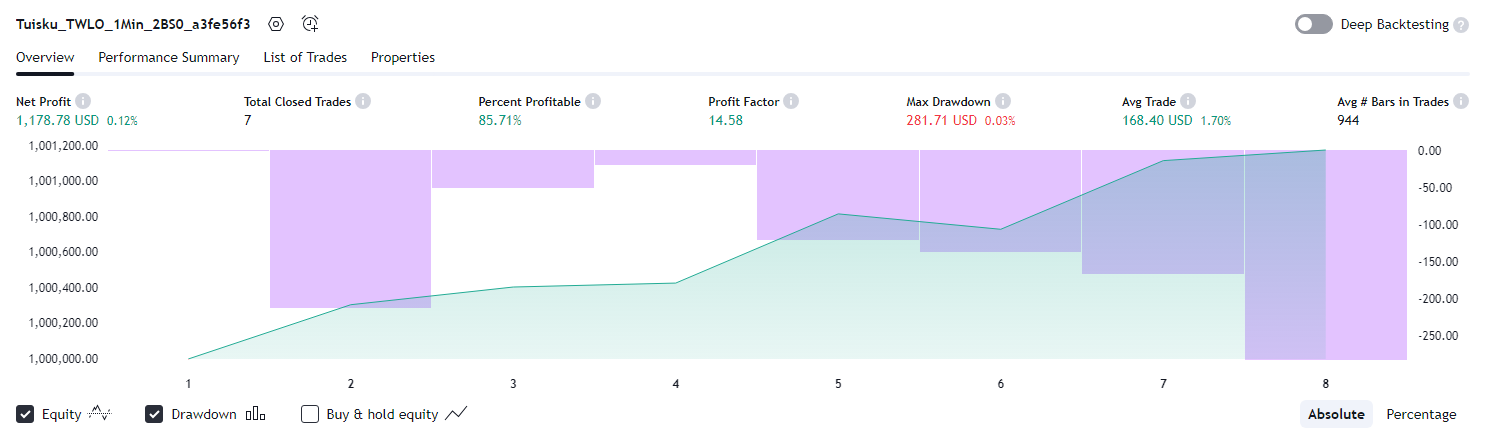 Tuisku_TWLO_1Min_2BS0_a3fe56f3 Deep Backtesting ?
Overview Performance Summary List of Trades Properties
Net Profit Total Closed Trades Percent Profitable Profit Factor Max Drawdown Avg Trade Avg # Bars in Trades
1,178.78 USD 0.12% 7 85.71% 14.58 281.71 USD 0.03% 168.40 USD 1.70% 944
1,001,200.00 0.00
1,001,000.00 -50.00
1,000,800.00 -100.00
1,000,600.00 -150.00
1,000,400.00 -200.00
1,000,200.00 -250.00
1,000,000.00
1 2 3 4 5 6 7 8
Equity Drawdown Buy & hold equity Absolute Percentage